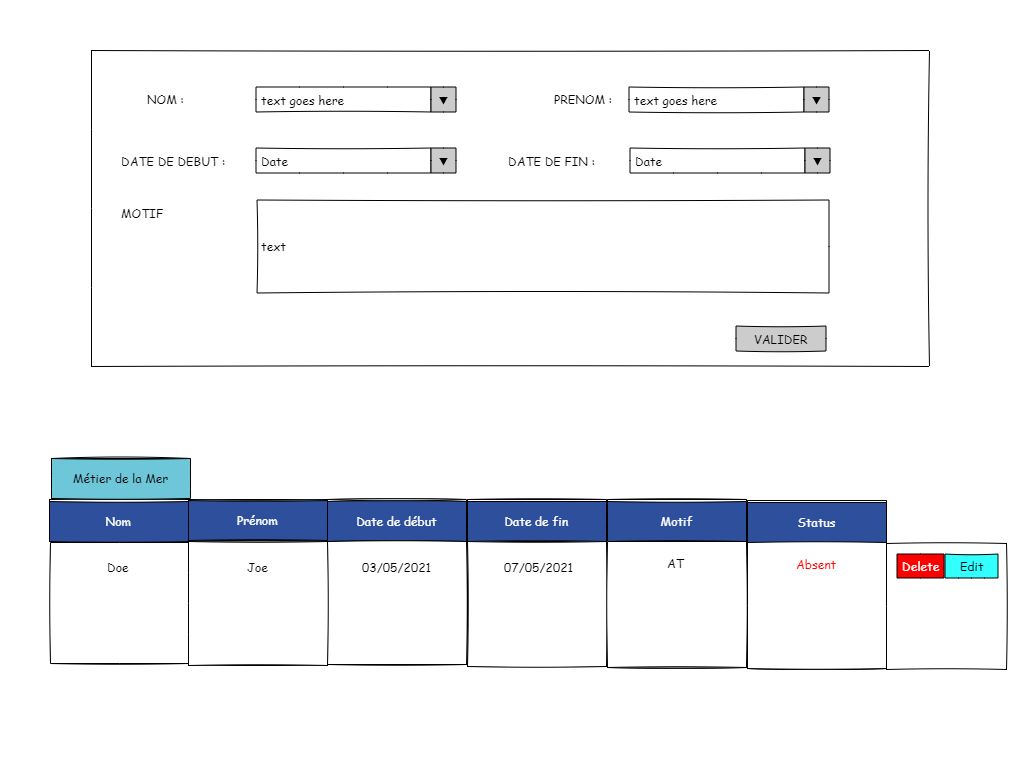 NOM : text goes here ▼ PRENOM : text goes here ▼
DATE DE DEBUT : Date ▼ DATE DE FIN : Date ▼
MOTIF
text
VALIDER
Métier de la Mer
Nom Prénom Date de début Date de fin Motif Status
Doe Joe 03/05/2021 07/05/2021 AT Absent Delete Edit